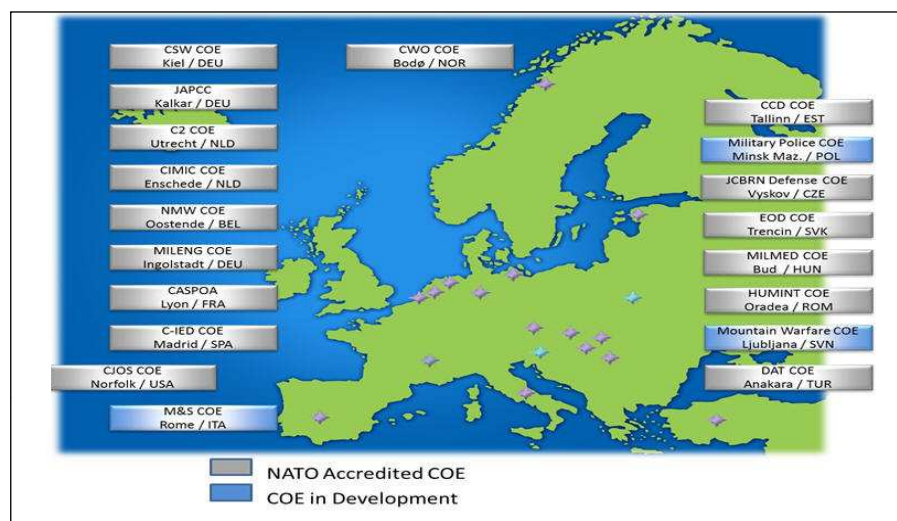 CSW COE
Kiel / DEU
JAPCC
Kalkar / DEU
C2 COE
Utrecht / NLD
CIMIC COE
Enschede / NLD
NMW COE
Oostende / BEL
MILENG COE
Ingolstadt / DEU
CASPOA
Lyon / FRA
C-IED COE
Madrid / SPA
CJOS COE
Norfolk / USA
M&S COE
Rome / ITA
CWO COE
Bodø / NOR
CCD COE
Tallinn / EST
Military Police COE
Minsk Maz. / POL
JCBRN Defense COE
Vyskov / CZE
EOD COE
Trencin / SVK
MILMED COE
Bud / HUN
HUMINT COE
Oradea / ROM
Mountain Warfare COE
Ljubljana / SVN
DAT COE
Anakara / TUR
NATO Accredited COE
COE in Development